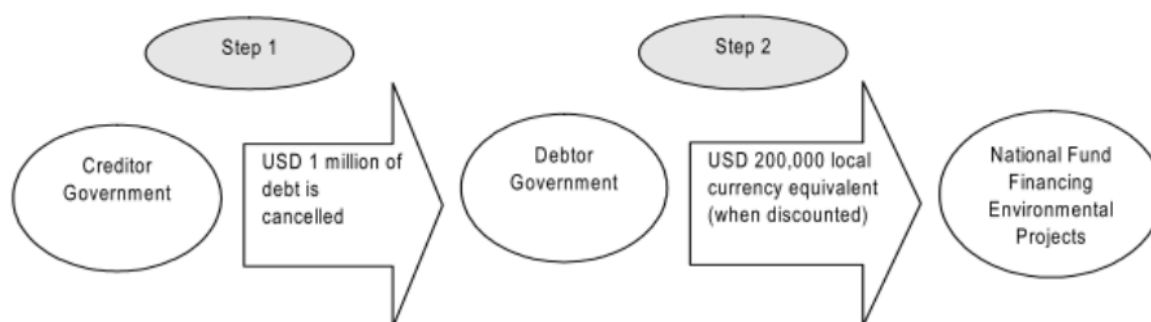 Step 1
Step 2
Creditor
Government
USD 1 million of
debt is
cancelled
Debtor
Government
USD 200,000 local
currency equivalent
(when discounted)
National Fund
Financing
Environmental
Projects